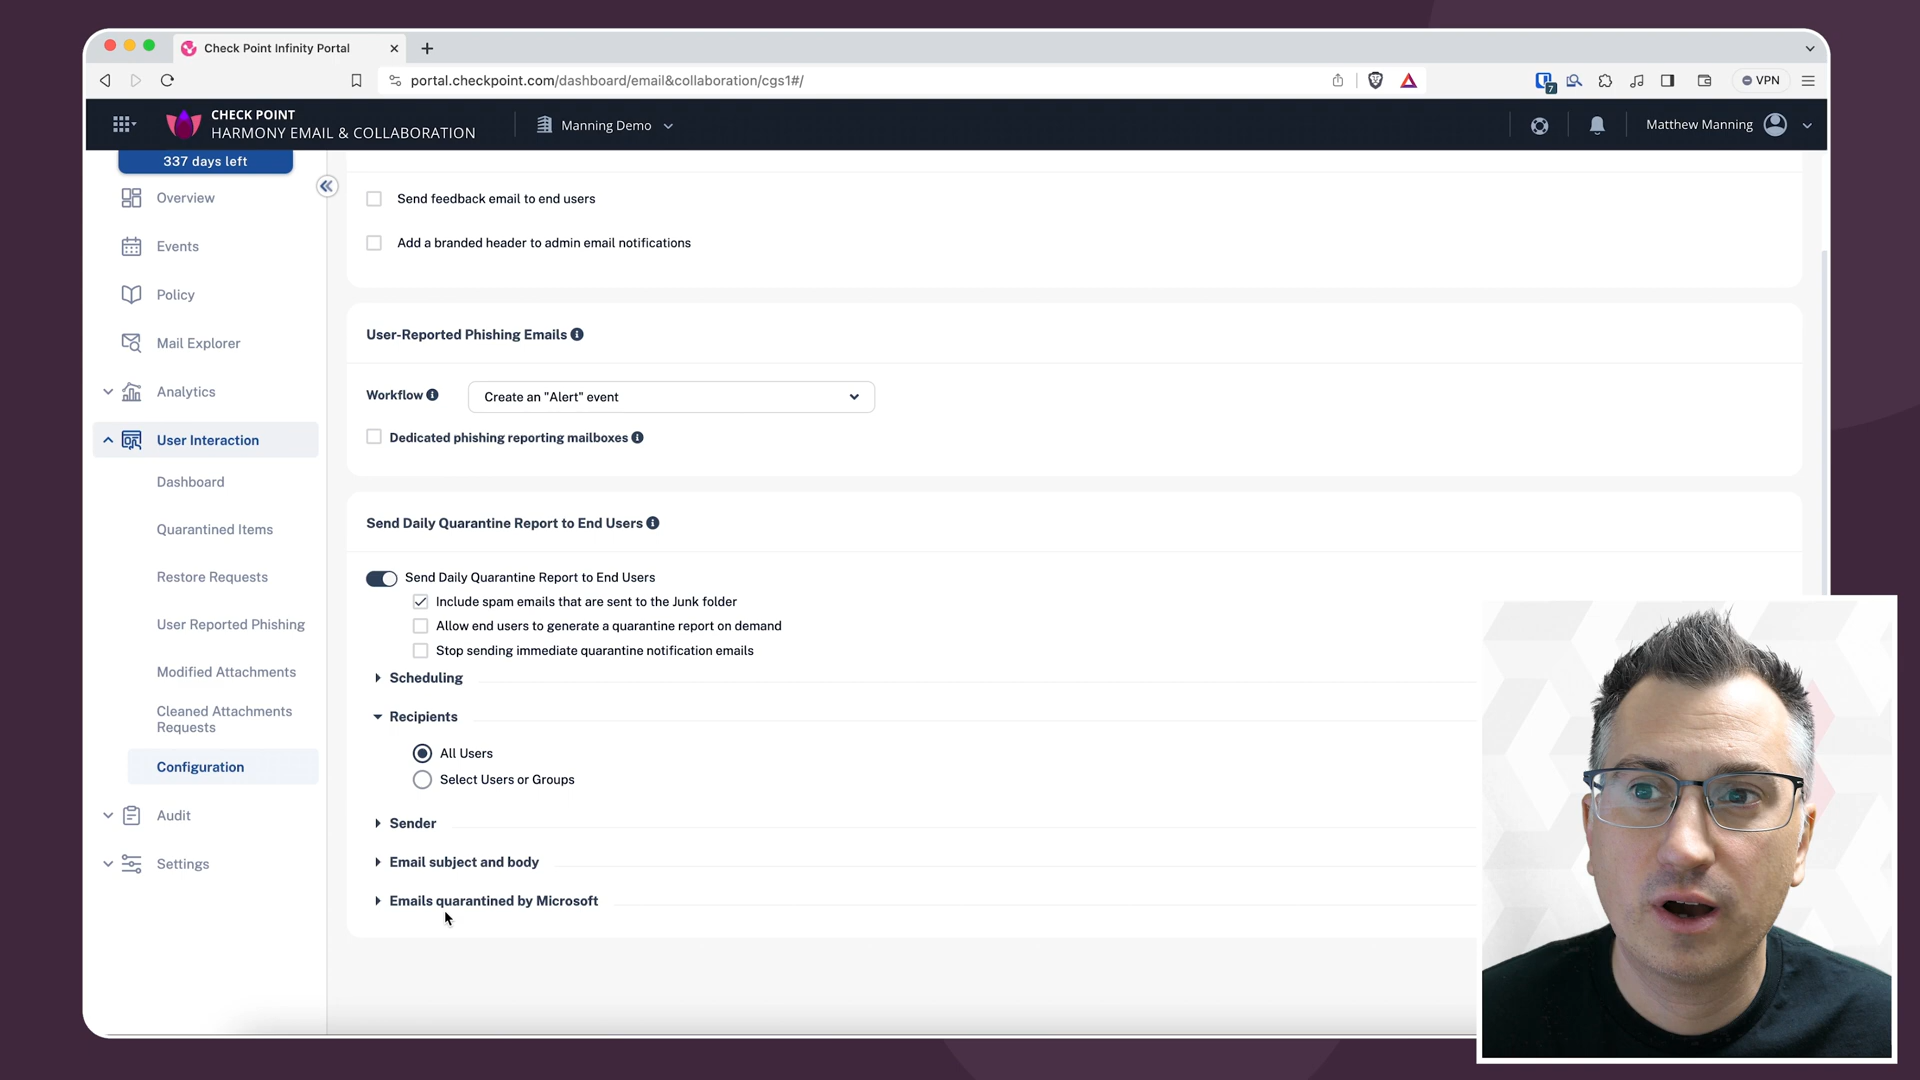 Check Point Infinity Portal
portal.checkpoint.com/dashboard/email&collaboration/cgs1#/
7
VPN
CHECK POINT
HARMONY EMAIL & COLLABORATION
Manning Demo
Matthew Manning
337 days left
Overview
Events
Policy
Mail Explorer
Analytics
User Interaction
Dashboard
Quarantined Items
Restore Requests
User Reported Phishing
Modified Attachments
Cleaned Attachments
Requests
Configuration
Audit
Settings
Send feedback email to end users
Add a branded header to admin email notifications
User-Reported Phishing Emails
Workflow
Create an "Alert" event
Dedicated phishing reporting mailboxes
Send Daily Quarantine Report to End Users
Send Daily Quarantine Report to End Users
Include spam emails that are sent to the Junk folder
Allow end users to generate a quarantine report on demand
Stop sending immediate quarantine notification emails
Scheduling
Recipients
All Users
Select Users or Groups
Sender
Email subject and body
Emails quarantined by Microsoft